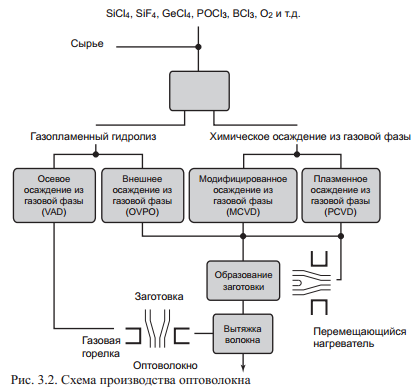 SiCl4, SiF4, GeCl4, POCl3, BCl3, O2 и т.д.
Сырье
Газопламенный гидролиз
Химическое осаждение из газовой фазы
Осевое
осаждение из
газовой фазы
(VAD)
Внешнее
осаждение из
газовой фазы
(OVPO)
Модифицированное
осаждение из
газовой фазы
(MCVD)
Плазменное
осаждение из
газовой фазы
(PCVD)
Образование
заготовки
Заготовка
Газовая
горелка
Вытяжка
волокна
Перемещающийся
нагреватель
Оптоволокно
Рис. 3.2. Схема производства оптоволокна